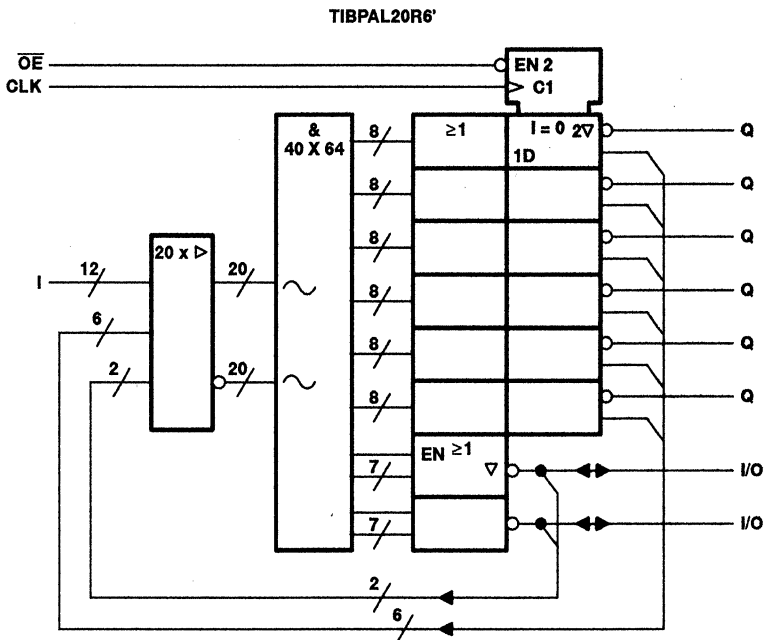 TIBPAL20R6'
OE
CLK
EN 2
C1
&
40 X 64
8
≥1
I = 0 2▽
1D
Q
8
Q
8
Q
20 x ▷
I
12
20
8
Q
6
8
Q
2
20
8
Q
EN ≥1
▽
7
I/O
7
I/O
2
6